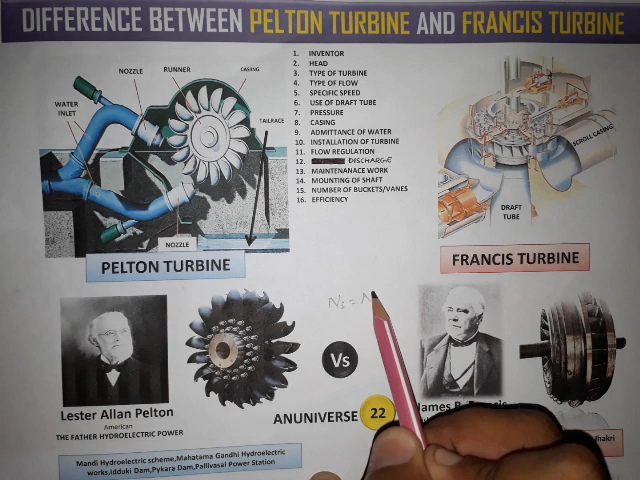 DIFFERENCE BETWEEN PELTON TURBINE AND FRANCIS TURBINE
NOZZLE
RUNNER
CASING
WATER
INLET
TAILRACE
NOZZLE
PELTON TURBINE
1. INVENTOR
2. HEAD
3. TYPE OF TURBINE
4. TYPE OF FLOW
5. SPECIFIC SPEED
6. USE OF DRAFT TUBE
7. PRESSURE
8. CASING
9. ADMITTANCE OF WATER
10. INSTALLATION OF TURBINE
11. FLOW REGULATION
12. DISCHARGE
13. MAINTENANACE WORK
14. MOUNTING OF SHAFT
15. NUMBER OF BUCKETS/VANES
16. EFFICIENCY
SCROLL CASING
DRAFT
TUBE
FRANCIS TURBINE
Ns = N
Vs
Lester Allan Pelton
American
THE FATHER HYDROELECTRIC POWER
Mandi Hydroelectric scheme,Mahatama Gandhi Hydroelectric
works,Idduki Dam,Pykara Dam,Pallivasal Power Station
ANUNIVERSE 22
James B. Francis
Jhakri